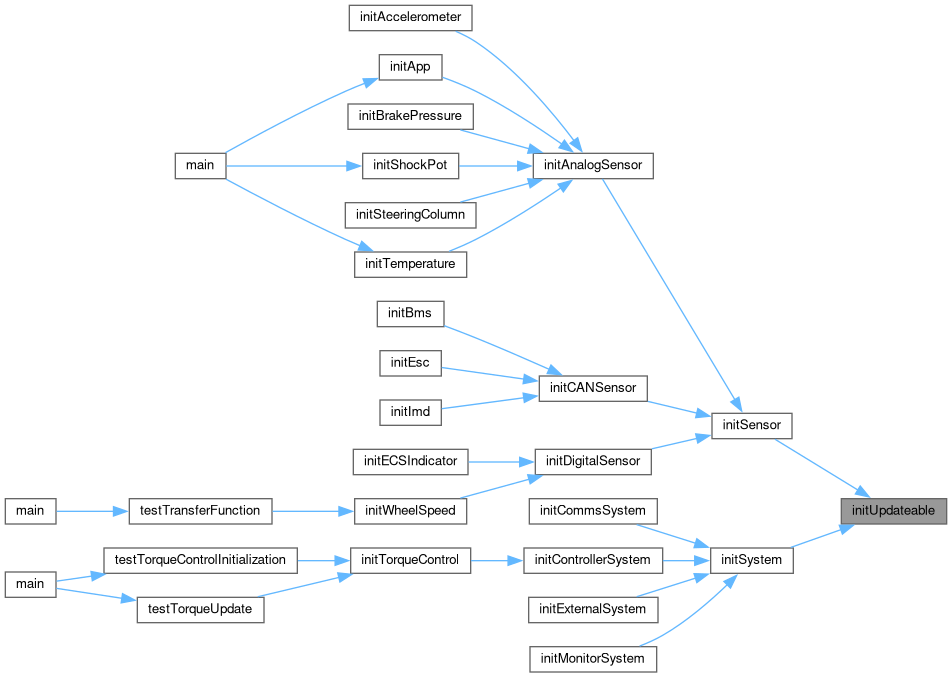 initAccelerometer
initApp
initBrakePressure
main
initShockPot
initAnalogSensor
initSteeringColumn
initTemperature
initBms
initEsc
initCANSensor
initImd
initSensor
initECSIndicator
initDigitalSensor
main
testTransferFunction
initWheelSpeed
initCommsSystem
initUpdateable
testTorqueControlInitialization
initTorqueControl
initControllerSystem
initSystem
main
testTorqueUpdate
initExternalSystem
initMonitorSystem